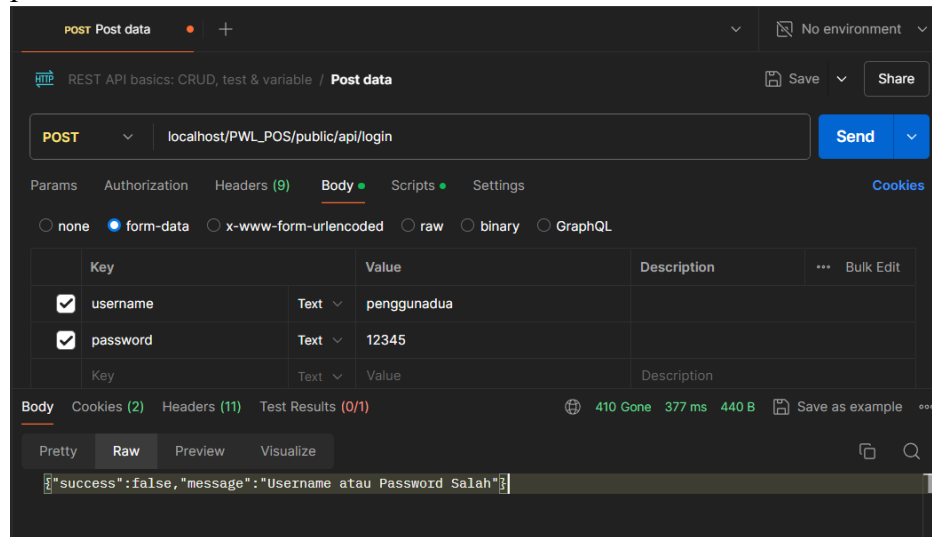 POST Post data
No environment
HTTP REST API basics: CRUD, test & variable / Post data Save Share
POST localhost/PWL_POS/public/api/login Send
Params Authorization Headers (9) Body Scripts Settings Cookies
none form-data x-www-form-urlencoded raw binary GraphQL
Key Value Description ••• Bulk Edit
username Text penggunadua
password Text 12345
Key Text Value Description
Body Cookies (2) Headers (11) Test Results (0/1) 410 Gone 377 ms 440 B Save as example
Pretty Raw Preview Visualize
{"success":false,"message":"Username atau Password Salah"}